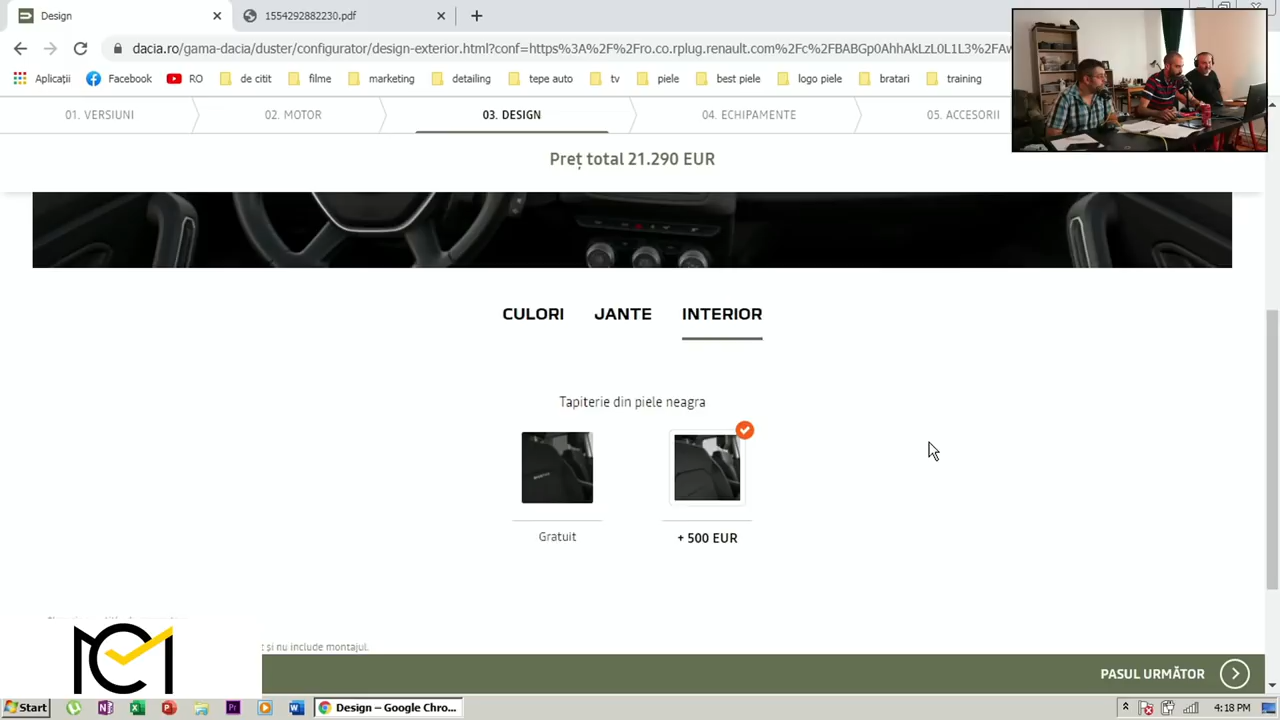 Design
1554292882230.pdf
dacia.ro/gama-dacia/duster/configurator/design-exterior.html?conf=https%3A%2F%2Fro.co.rplug.renault.com%2Fc%2FBABGp0AhhAkLzL0L1L3%2FA
Aplicații Facebook RO de citit filme marketing detailing tepe auto tv piele best piele logo piele bratari training
01. VERSIUNI 02. MOTOR 03. DESIGN 04. ECHIPAMENTE 05. ACCESORII
Preț total 21.290 EUR
CULORI JANTE INTERIOR
Tapiterie din piele neagra
Gratuit + 500 EUR
și nu include montajul.
PASUL URMĂTOR
Start Design – Google Chro... 4:18 PM